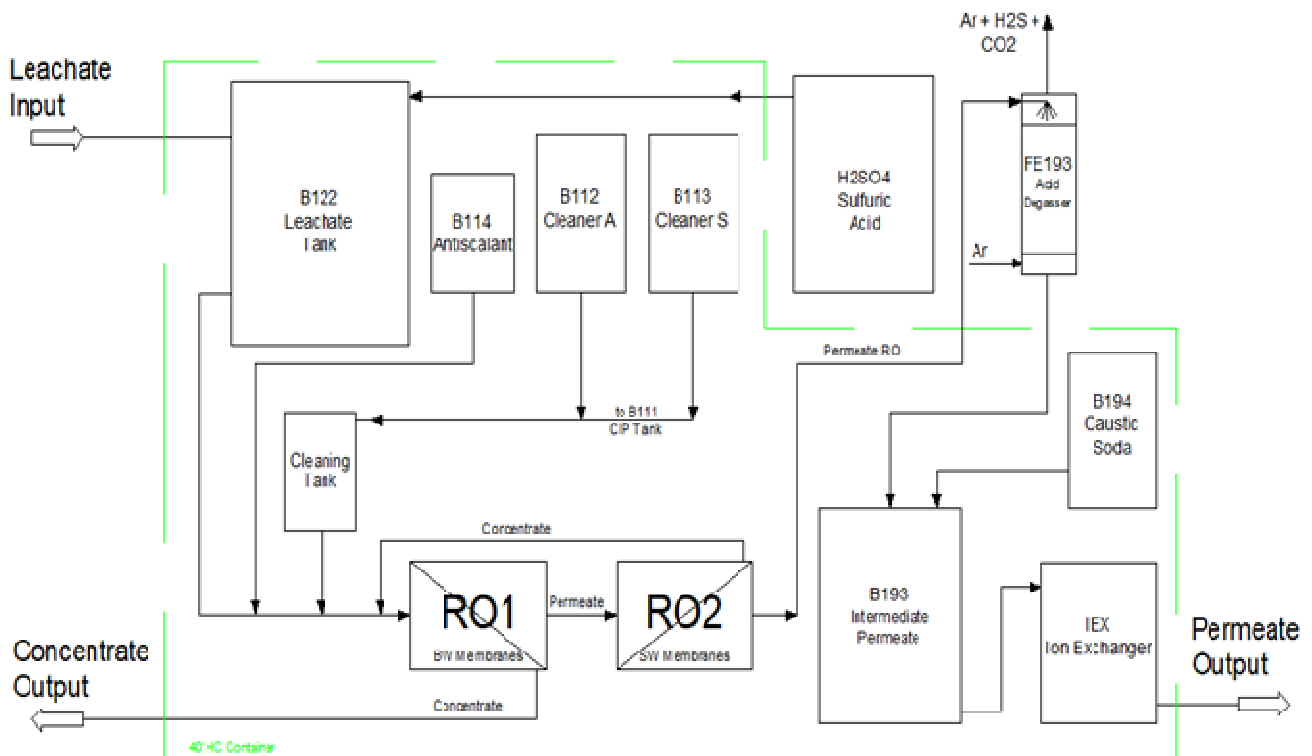 Ar + H2S +
CO2
Leachate
Input
B122
Leachate
Tank
B114
Antiscalant
B112
Cleaner A
B113
Cleaner S
H2SO4
Sulfuric
Acid
FE193
Acid
Degasser
Ar
Permeate RO
to B111
CIP Tank
B194
Caustic
Soda
Cleaning
Tank
Concentrate
RO1
BW Membranes
Permeate
RO2
SW Membranes
B193
Intermediate
Permeate
IEX
Ion Exchanger
Permeate
Output
Concentrate
Output
Concentrate
Container